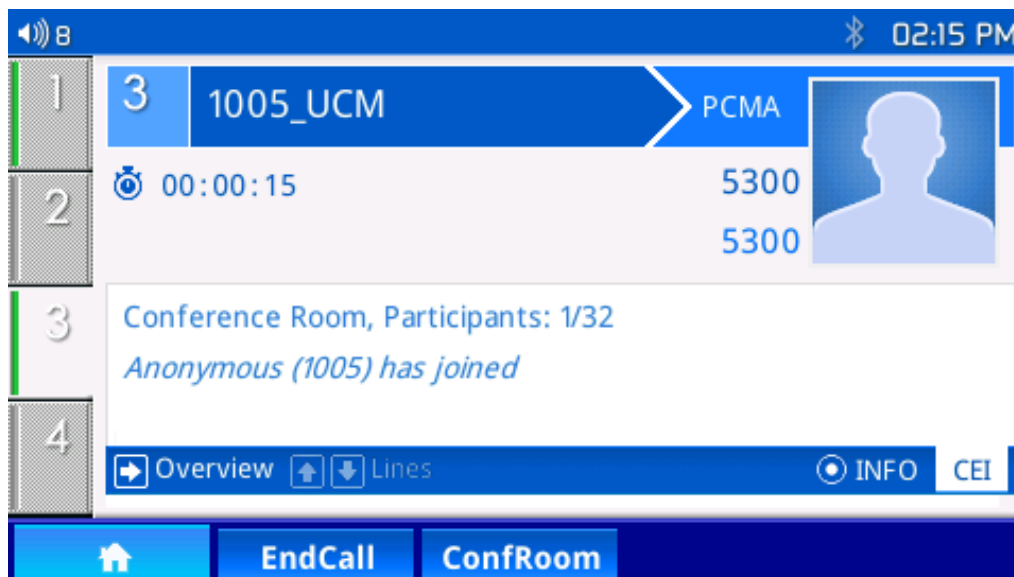 8 02:15 PM
1
2
3
4
3 1005_UCM PCMA
00:00:15 5300
5300
Conference Room, Participants: 1/32
Anonymous (1005) has joined
Overview Lines INFO CEI
EndCall ConfRoom